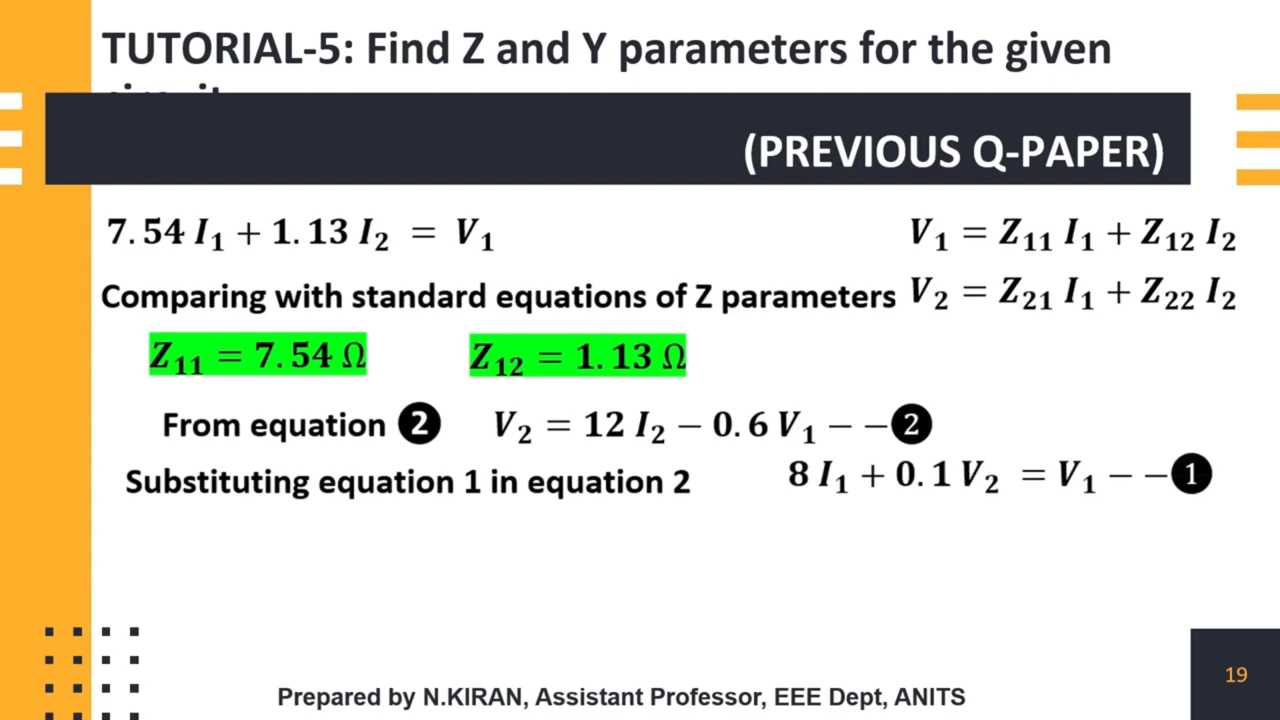 TUTORIAL-5: Find Z and Y parameters for the given
(PREVIOUS Q-PAPER)
7.54 I₁ + 1.13 I₂ = V₁
V₁ = Z₁₁ I₁ + Z₁₂ I₂
Comparing with standard equations of Z parameters
V₂ = Z₂₁ I₁ + Z₂₂ I₂
Z₁₁ = 7.54 Ω
Z₁₂ = 1.13 Ω
From equation ❷ V₂ = 12 I₂ − 0.6 V₁ − −❷
Substituting equation 1 in equation 2
8 I₁ + 0.1 V₂ = V₁ − −❶
19
Prepared by N.KIRAN, Assistant Professor, EEE Dept, ANITS